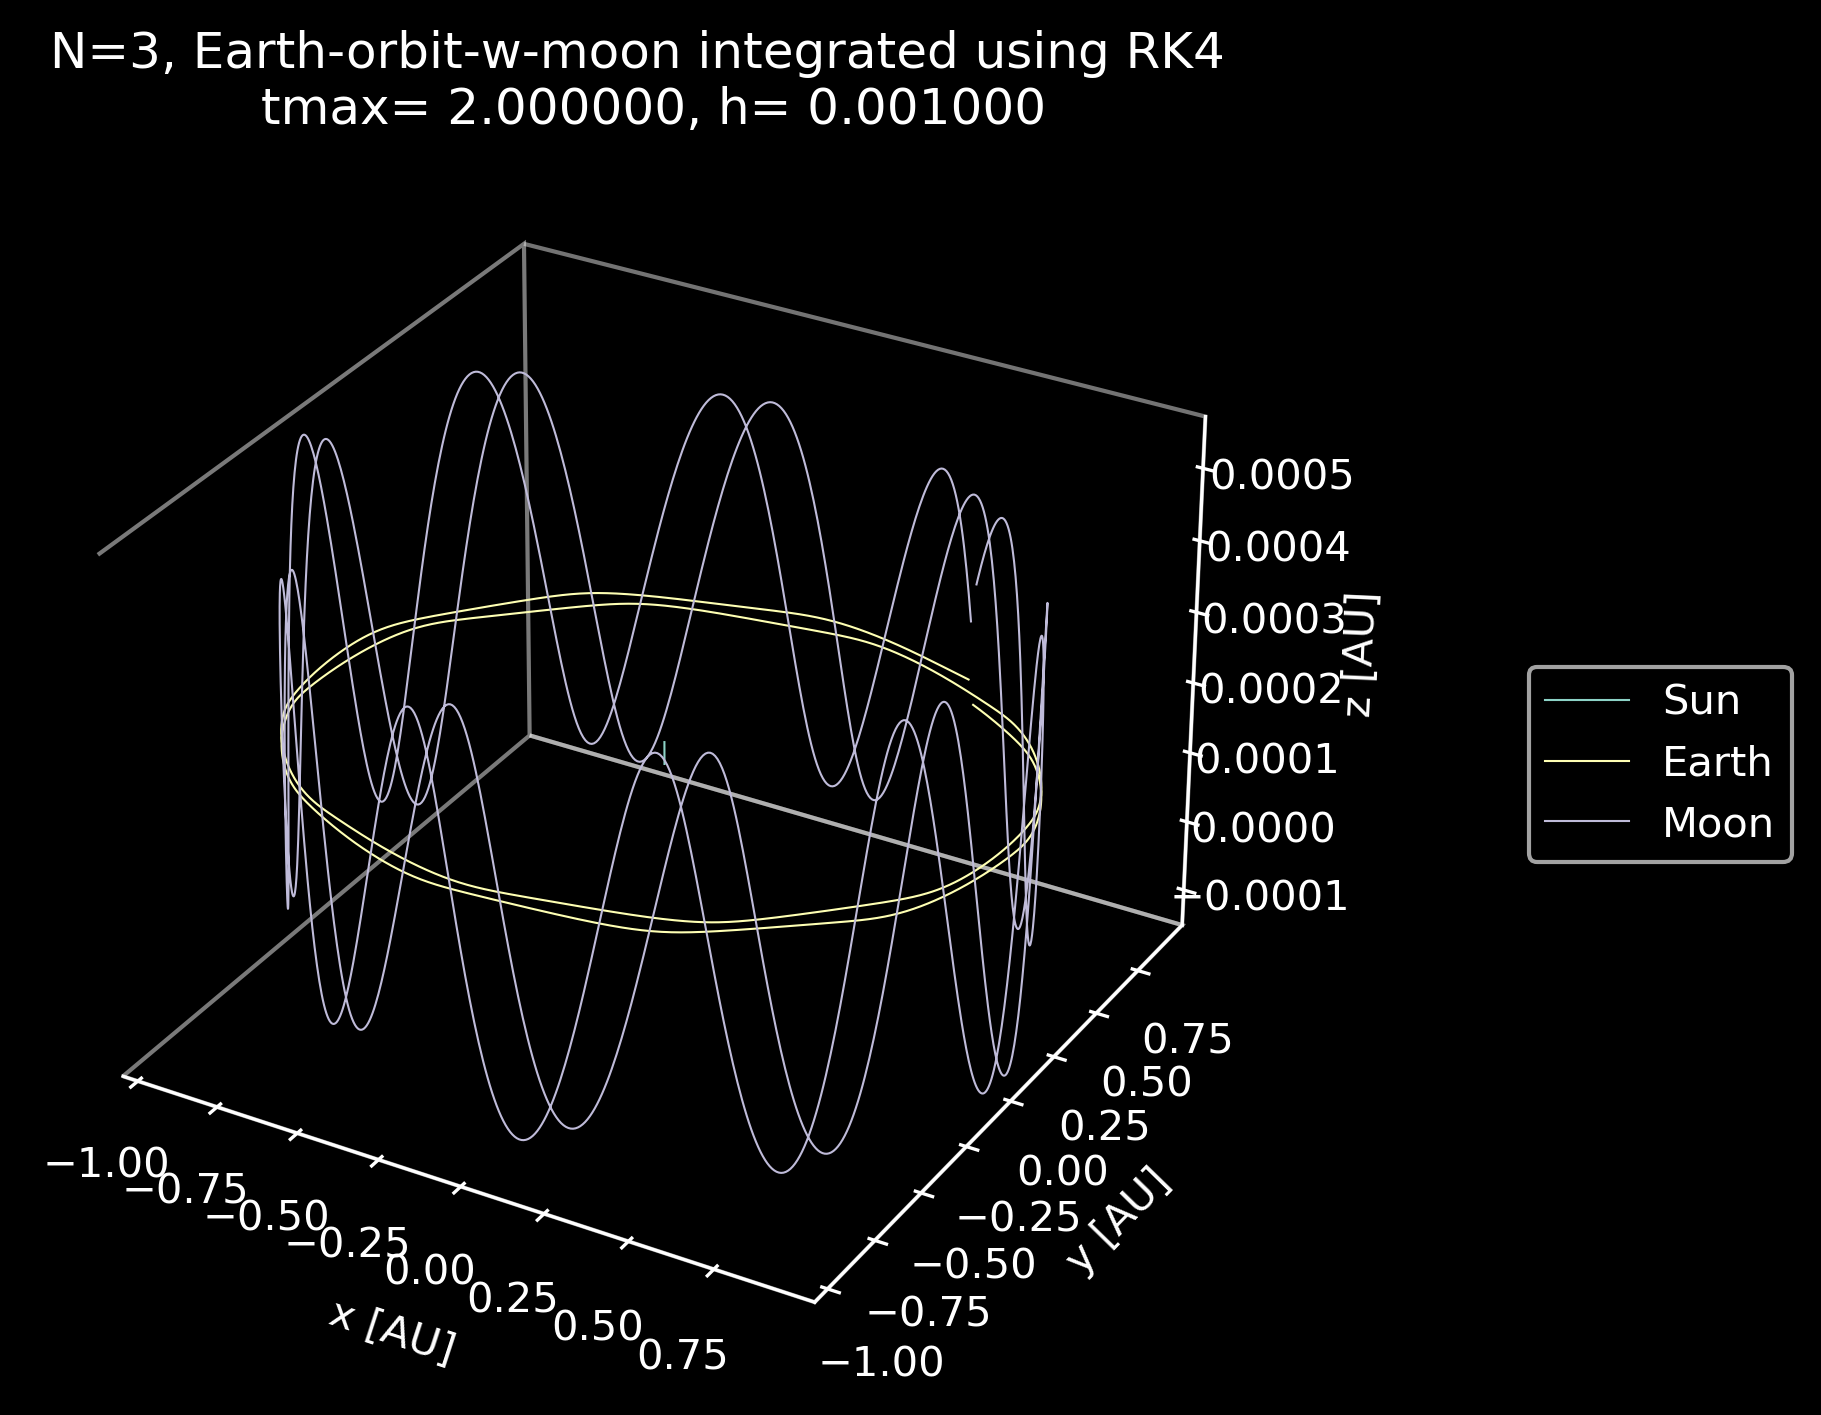 N=3, Earth-orbit-w-moon integrated using RK4
tmax= 2.000000, h= 0.001000
0.0005
0.0004
0.0003
0.0002
0.0001
0.0000
−0.0001
z [AU]
Sun
Earth
Moon
0.75
0.50
0.25
0.00
−0.25
−0.50
−0.75
−1.00
y [AU]
−1.00
−0.75
−0.50
−0.25
0.00
0.25
0.50
0.75
x [AU]